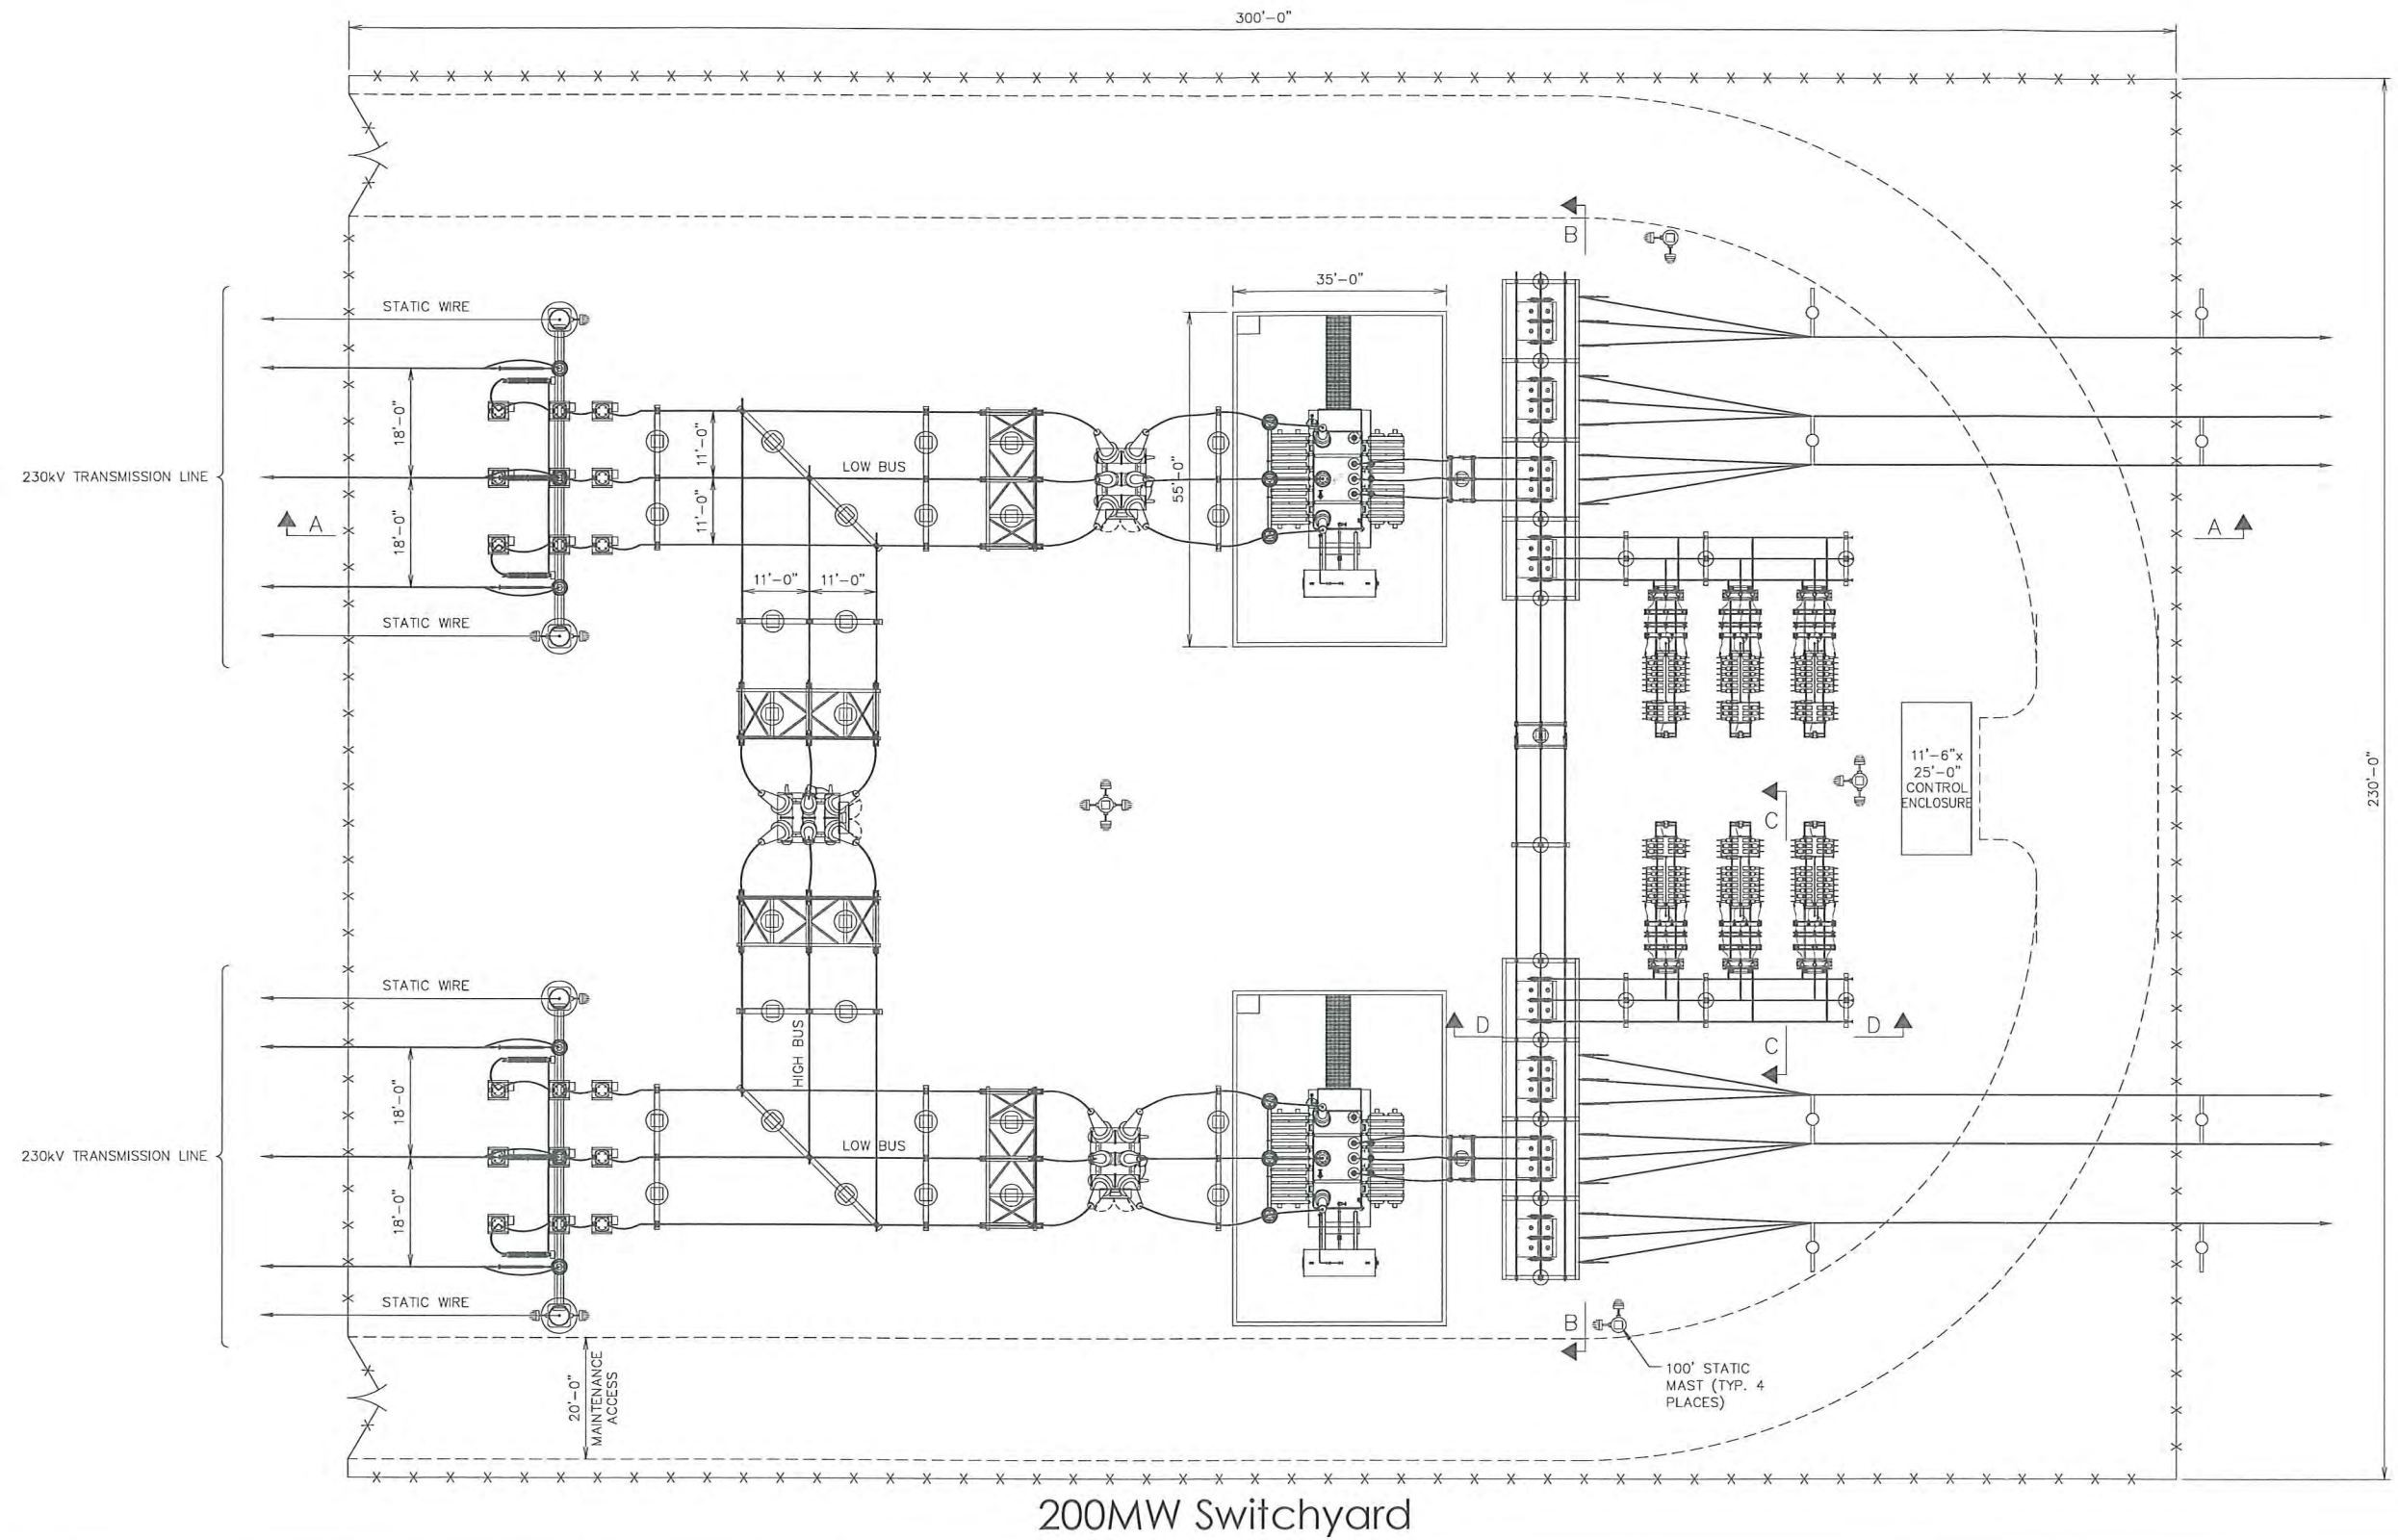 300'-0"
B
35'-0"
STATIC WIRE
18'-0"
11'-0"
LOW BUS
55'-0"
230kV TRANSMISSION LINE
A
A
18'-0"
11'-0"
11'-0"
11'-0"
STATIC WIRE
11'-6"x
25'-0"
CONTROL
ENCLOSURE
230'-0"
C
STATIC WIRE
HIGH BUS
D
D
C
18'-0"
LOW BUS
230kV TRANSMISSION LINE
18'-0"
STATIC WIRE
B
20'-0"
MAINTENANCE
ACCESS
100' STATIC
MAST (TYP. 4
PLACES)
200MW Switchyard